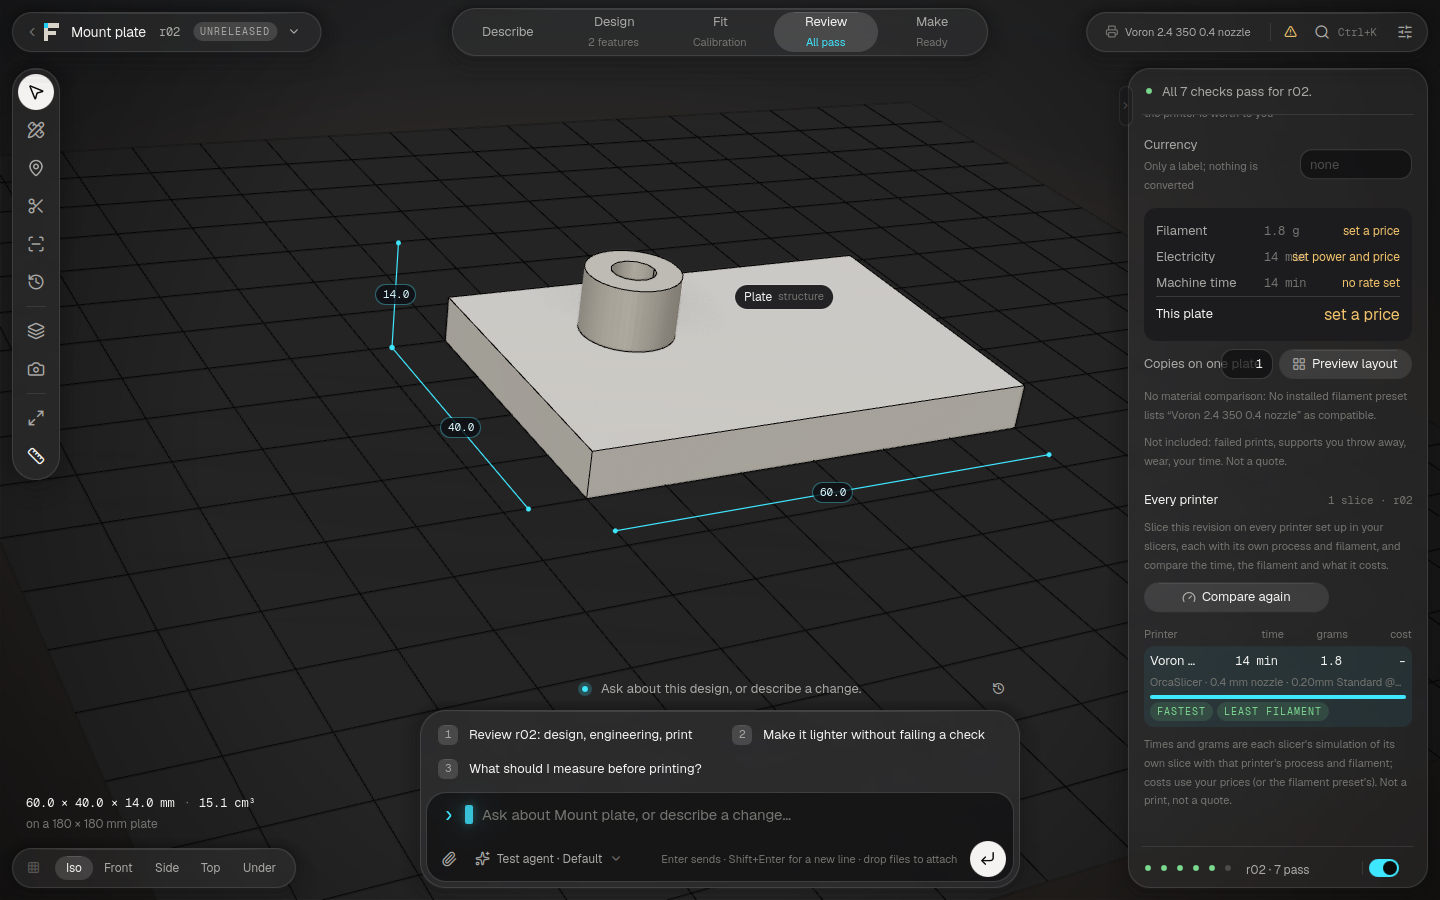 Mount plate r02 UNRELEASED
Describe
Design
2 features
Fit
Calibration
Review
All pass
Make
Ready
Voron 2.4 350 0.4 nozzle
Ctrl+K
All 7 checks pass for r02.
the printer is worth to you
Currency
Only a label; nothing is
converted
none
Filament 1.8 g set a price
Electricity 14 min set power and price
Machine time 14 min no rate set
This plate set a price
Copies on one plate 1 Preview layout
No material comparison: No installed filament preset
lists “Voron 2.4 350 0.4 nozzle” as compatible.
Not included: failed prints, supports you throw away,
wear, your time. Not a quote.
Every printer 1 slice · r02
Slice this revision on every printer set up in your
slicers, each with its own process and filament, and
compare the time, the filament and what it costs.
Compare again
Printer time grams cost
Voron ... 14 min 1.8 –
OrcaSlicer · 0.4 mm nozzle · 0.20mm Standard @...
FASTEST LEAST FILAMENT
Times and grams are each slicer's simulation of its
own slice with that printer's process and filament;
costs use your prices (or the filament preset's). Not a
print, not a quote.
r02 · 7 pass
14.0
40.0
60.0
Plate structure
Ask about this design, or describe a change.
1 Review r02: design, engineering, print
2 Make it lighter without failing a check
3 What should I measure before printing?
Ask about Mount plate, or describe a change...
Test agent · Default
Enter sends · Shift+Enter for a new line · drop files to attach
60.0 × 40.0 × 14.0 mm · 15.1 cm³
on a 180 × 180 mm plate
Iso Front Side Top Under